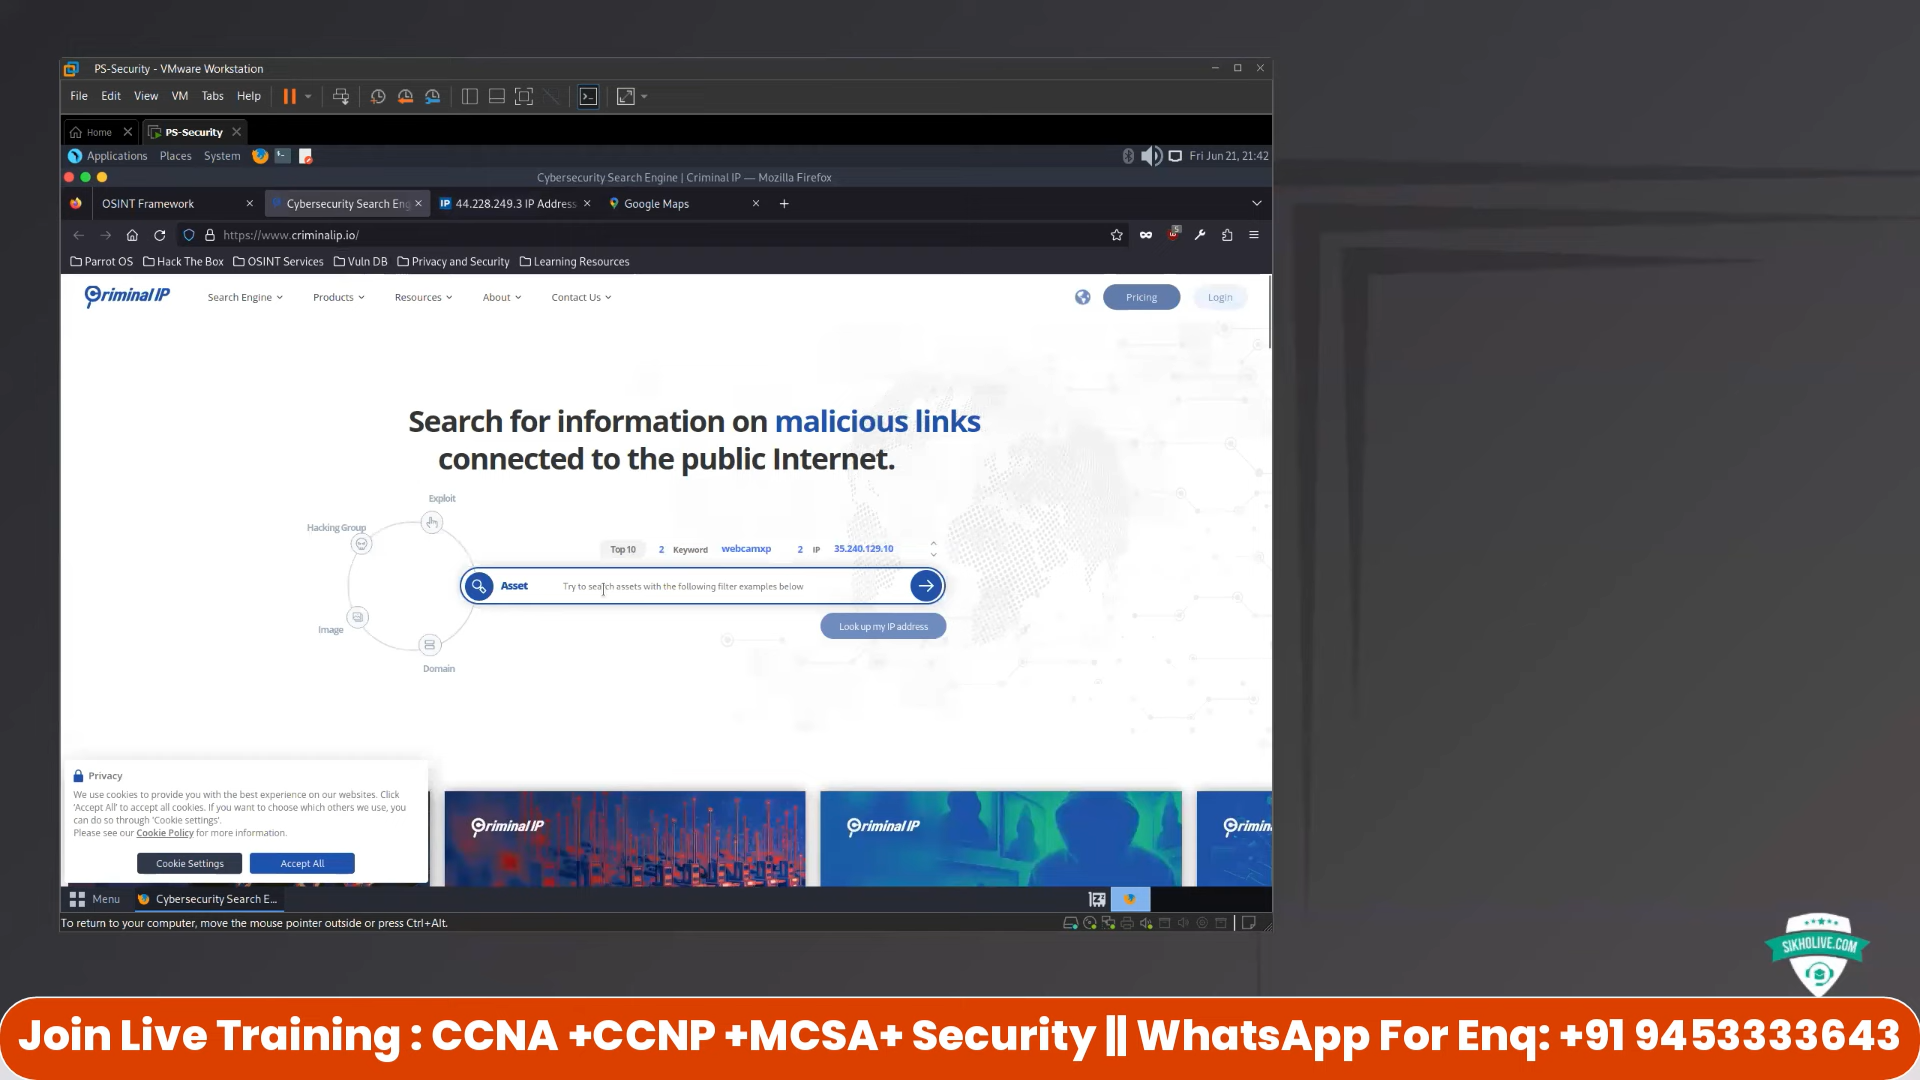 PS-Security - VMware Workstation
File Edit View VM Tabs Help
Home PS-Security
Applications Places System Fri Jun 21, 21:42
Cybersecurity Search Engine | Criminal IP — Mozilla Firefox
OSINT Framework Cybersecurity Search Eng 44.228.249.3 IP Address Google Maps
https://www.criminalip.io/
Parrot OS Hack The Box OSINT Services Vuln DB Privacy and Security Learning Resources
Criminal IP Search Engine Products Resources About Contact Us Pricing Login
Search for information on malicious links
connected to the public Internet.
Exploit
Hacking Group
Top 10 2 Keyword webcamxp 2 IP 35.240.129.10
Asset Try to search assets with the following filter examples below
Look up my IP address
Image
Domain
Privacy
We use cookies to provide you with the best experience on our websites. Click
'Accept All' to accept all cookies. If you want to choose which others we use, you
can do so through 'Cookie settings'.
Please see our Cookie Policy for more information.
Cookie Settings Accept All
Criminal IP Criminal IP Crimin
Menu Cybersecurity Search E...
To return to your computer, move the mouse pointer outside or press Ctrl+Alt.
SIKHOLIVE.COM
Join Live Training : CCNA +CCNP +MCSA+ Security || WhatsApp For Enq: +91 9453333643